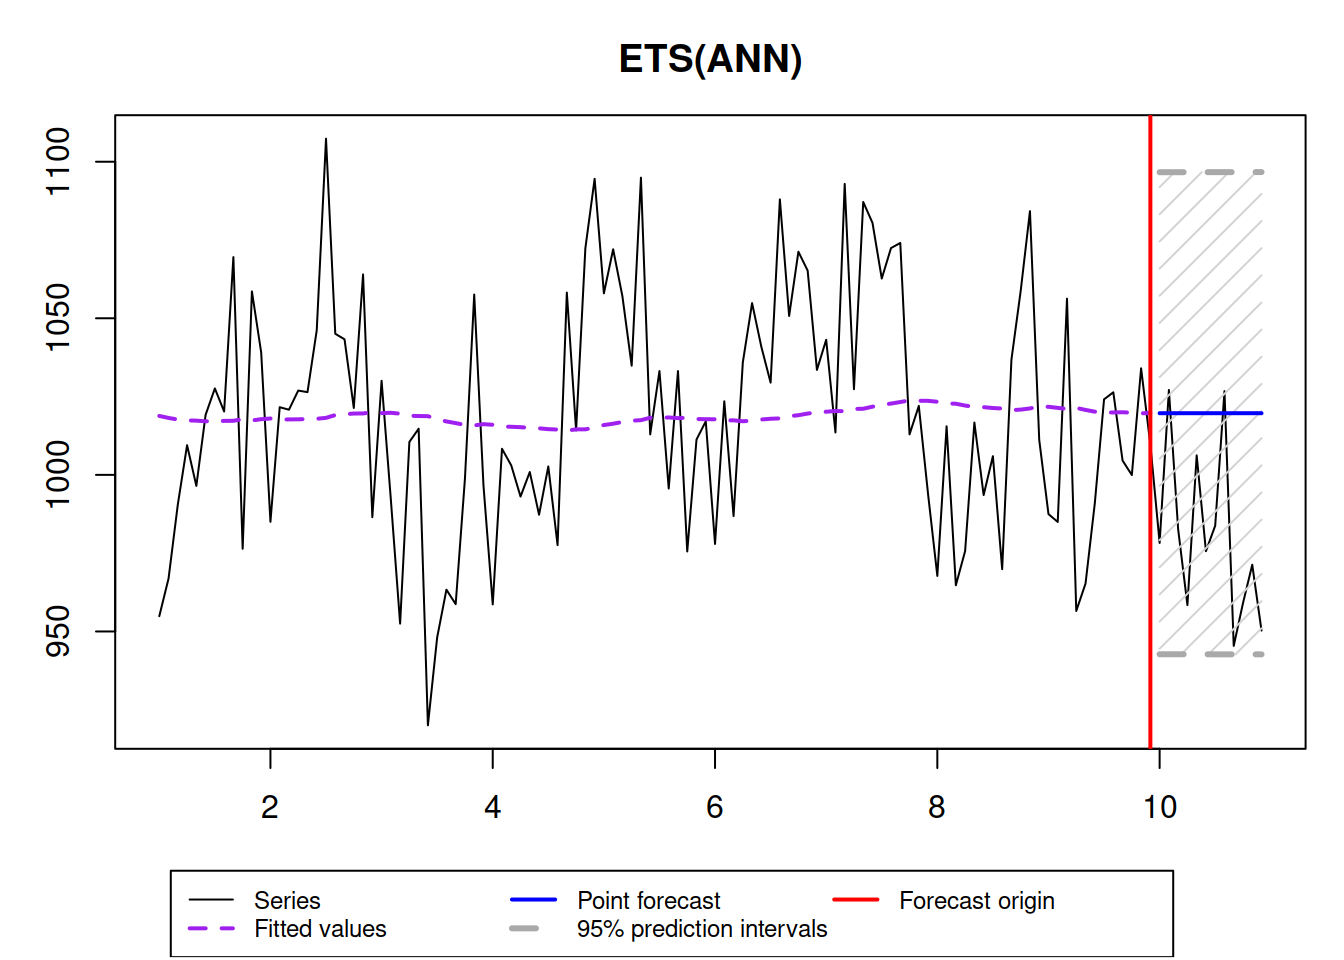 ETS(ANN)
1100
1050
1000
950
2 4 6 8 10
Series Point forecast Forecast origin
Fitted values 95% prediction intervals